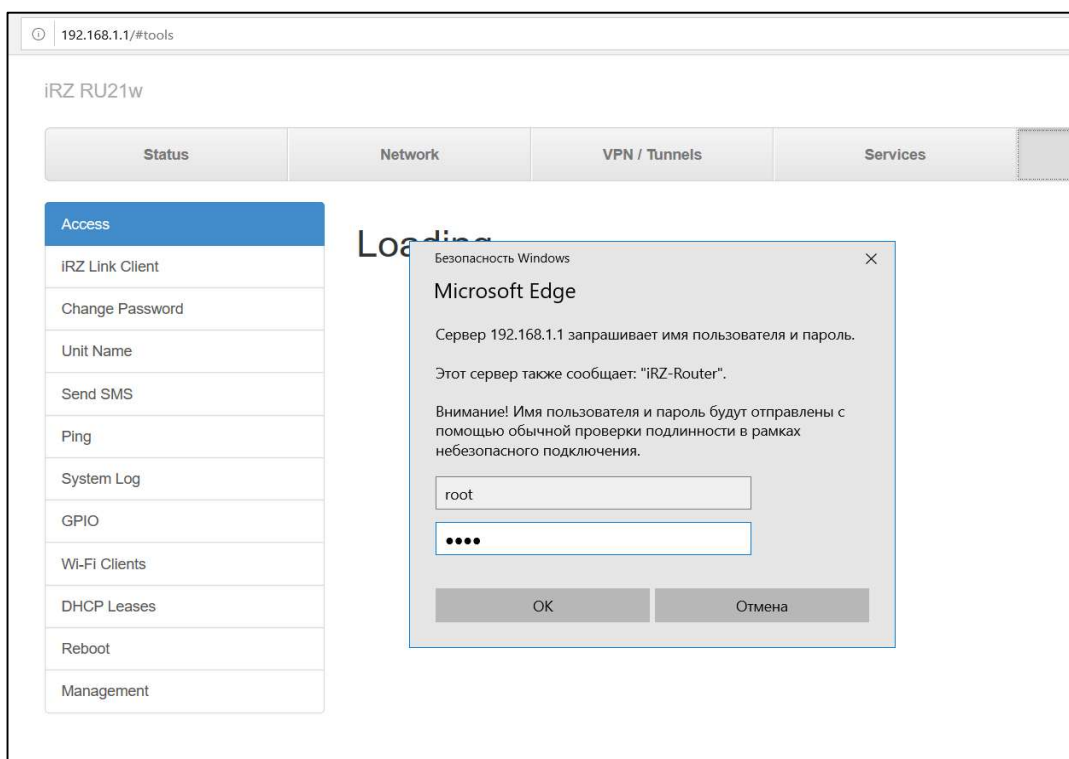 192.168.1.1/#tools
iRZ RU21w
Status Network VPN / Tunnels Services
Access
Loading
iRZ Link Client
Change Password
Unit Name
Send SMS
Ping
System Log
GPIO
Wi-Fi Clients
DHCP Leases
Reboot
Management
Безопасность Windows
Microsoft Edge
Сервер 192.168.1.1 запрашивает имя пользователя и пароль.
Этот сервер также сообщает: "iRZ-Router".
Внимание! Имя пользователя и пароль будут отправлены с
помощью обычной проверки подлинности в рамках
небезопасного подключения.
root
••••
OK Отмена